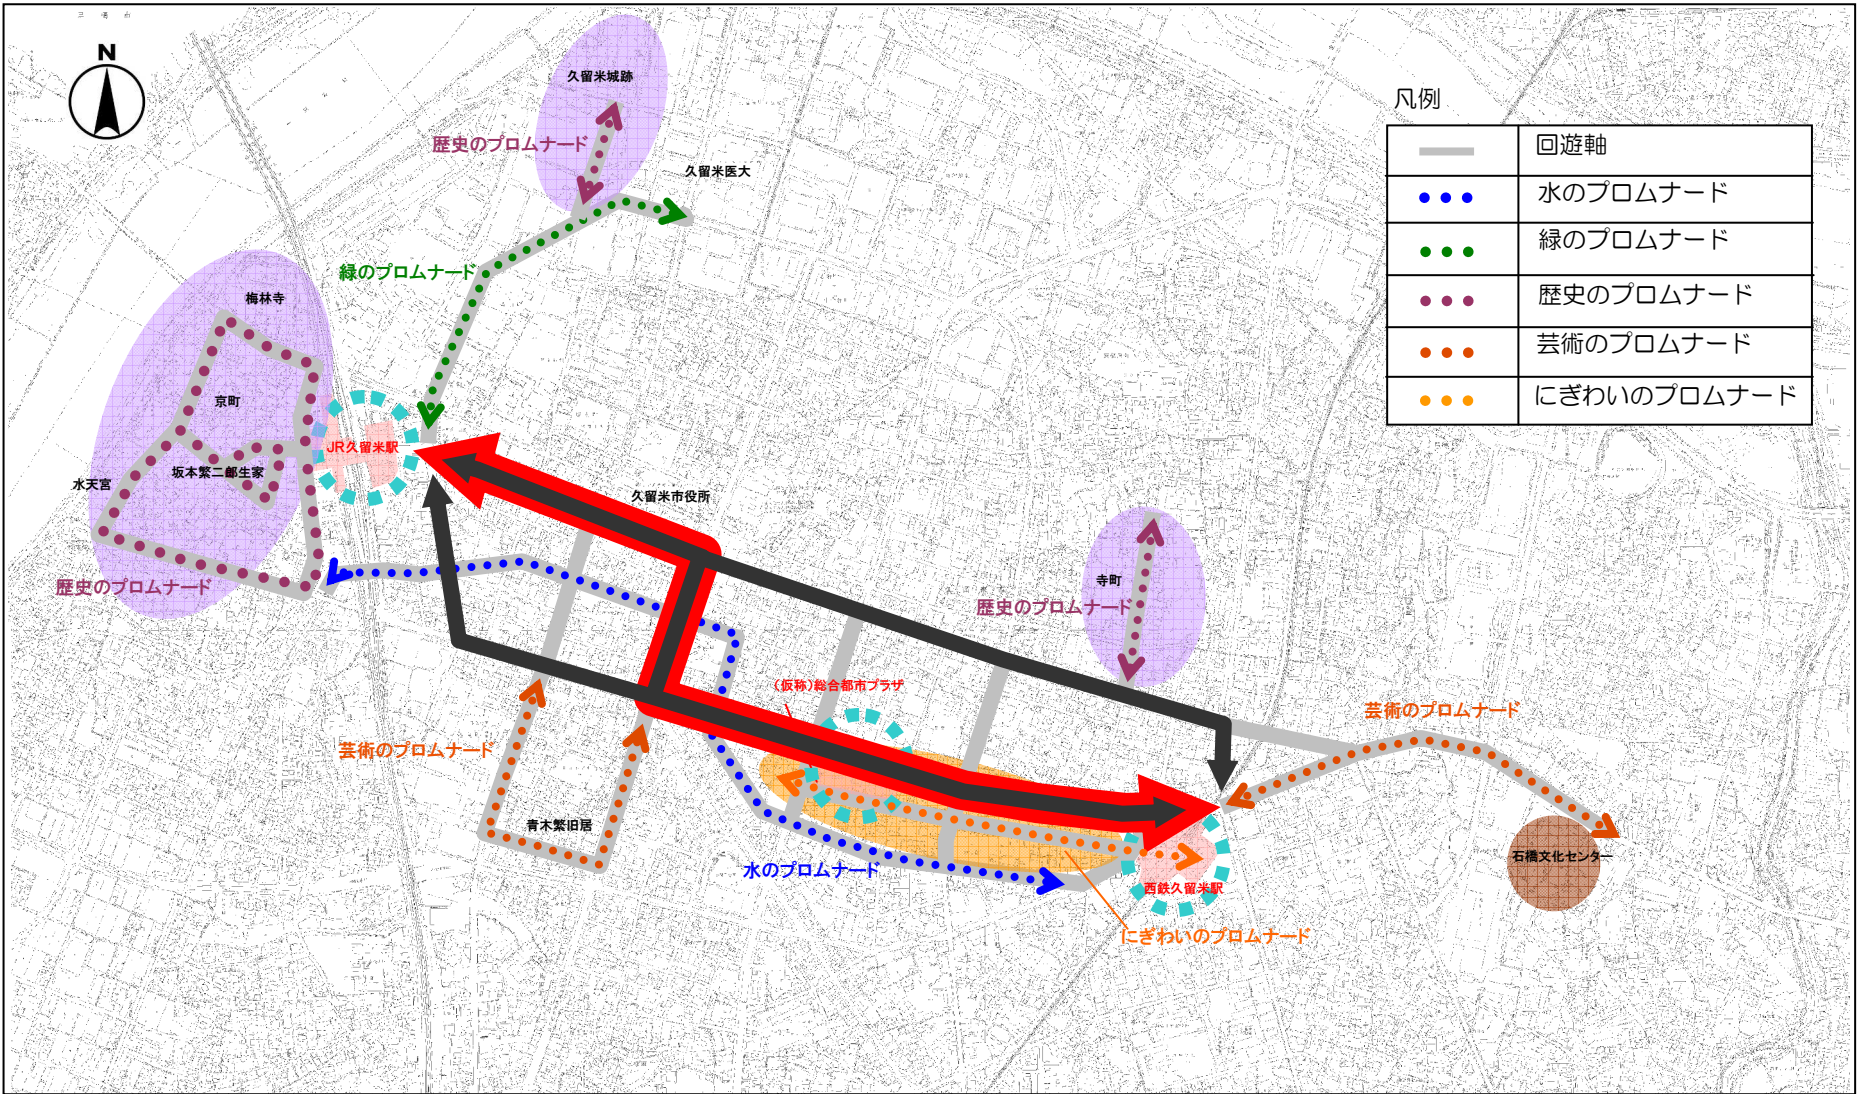 N
久留米城跡
歴史のプロムナード
久留米医大
緑のプロムナード
梅林寺
京町
JR久留米駅
坂本繁二郎生家
水天宮
久留米市役所
歴史のプロムナード
寺町
歴史のプロムナード
(仮称)総合都市プラザ
芸術のプロムナード
芸術のプロムナード
青木繁旧居
水のプロムナード
石橋文化センター
西鉄久留米駅
にぎわいのプロムナード
凡例
回遊軸
水のプロムナード
緑のプロムナード
歴史のプロムナード
芸術のプロムナード
にぎわいのプロムナード